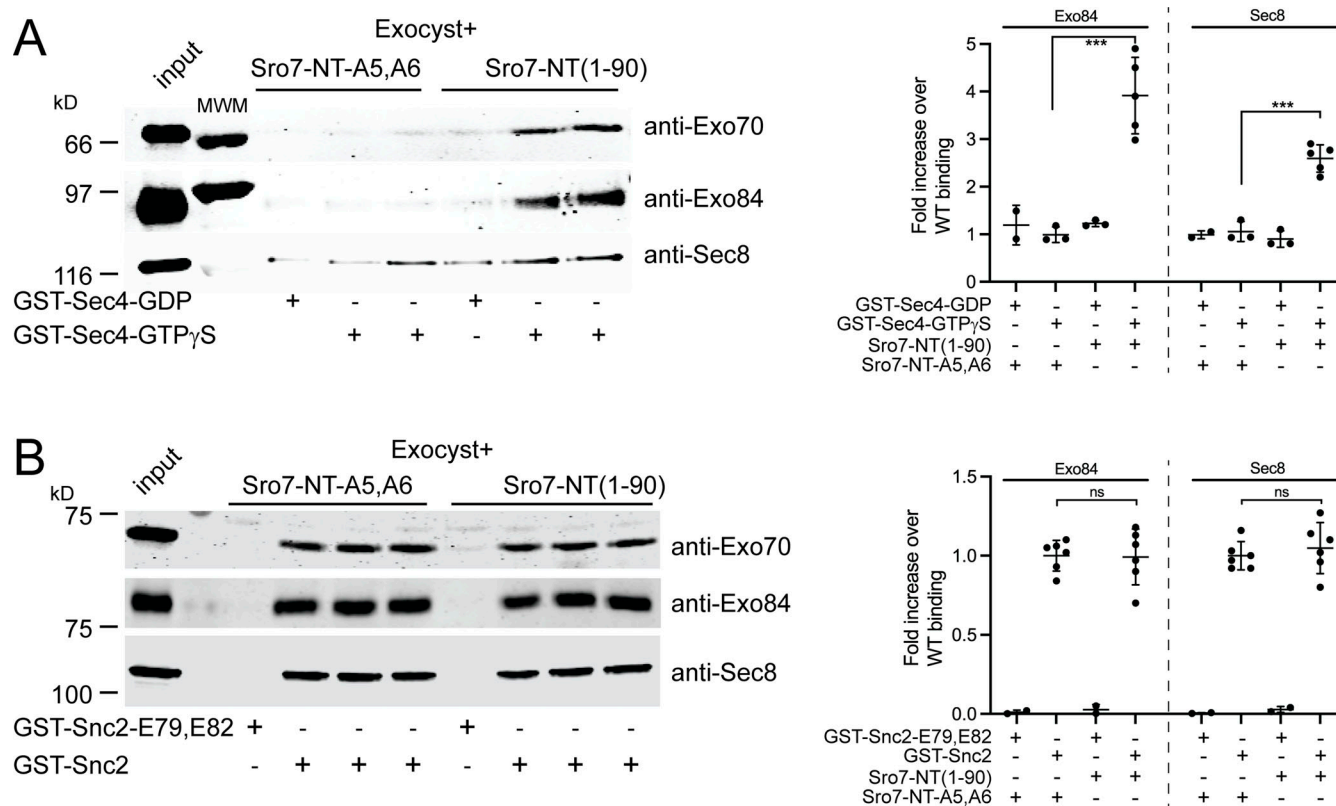 A
Exocyst+
input
Sro7-NT-A5,A6 Sro7-NT(1-90)
kD
MWM
66
anti-Exo70
97
anti-Exo84
116
anti-Sec8
GST-Sec4-GDP + - - + - -
GST-Sec4-GTPγS - + + - + +
Exo84 Sec8
*** ***
Fold increase over
WT binding
5
4
3
2
1
0
GST-Sec4-GDP + - + - + - + -
GST-Sec4-GTPγS - + - + - + - +
Sro7-NT(1-90) - - + + - - + +
Sro7-NT-A5,A6 + + - - + + - -
B
Exocyst+
input
Sro7-NT-A5,A6 Sro7-NT(1-90)
kD
75
anti-Exo70
anti-Exo84
75
anti-Sec8
100
GST-Snc2-E79,E82 + - - - + - - -
GST-Snc2 - + + + - + + +
Exo84 Sec8
ns ns
Fold increase over
WT binding
1.5
1.0
0.5
0.0
GST-Snc2-E79,E82 + - + - + - + -
GST-Snc2 - + - + - + - +
Sro7-NT(1-90) - - + + - - + +
Sro7-NT-A5,A6 + + - - + + - -